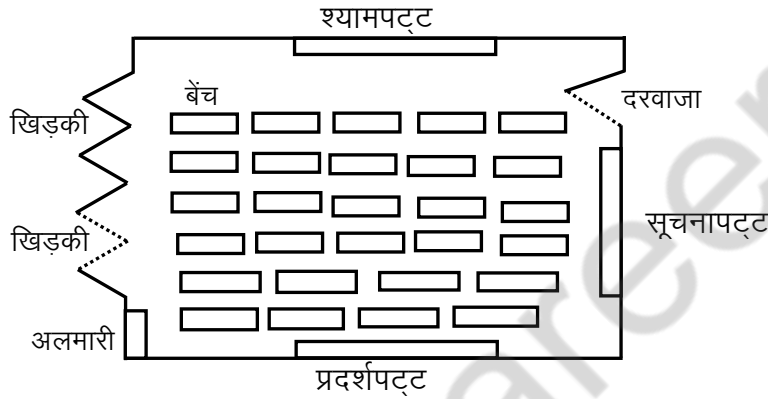 श्यामपट्ट
बेंच
दरवाजा
खिड़की
सूचनापट्ट
खिड़की
अलमारी
प्रदर्शपट्ट